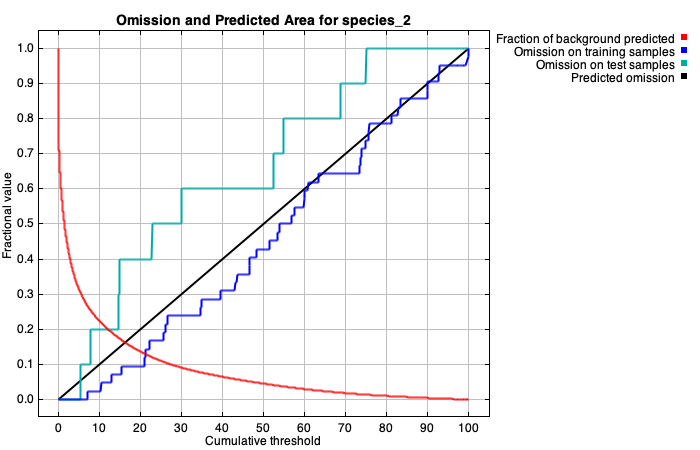 Omission and Predicted Area for species_2
Fraction of background predicted
Omission on training samples
Omission on test samples
Predicted omission
Fractional value
1.0
0.9
0.8
0.7
0.6
0.5
0.4
0.3
0.2
0.1
0.0
0 10 20 30 40 50 60 70 80 90 100
Cumulative threshold